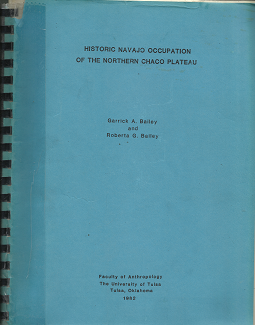 HISTORIC NAVAJO OCCUPATION
OF THE NORTHERN CHACO PLATEAU
Garrick A. Bailey
and
Roberta G. Bailey
Faculty of Anthropology
The University of Tulsa
Tulsa, Oklahoma
1982